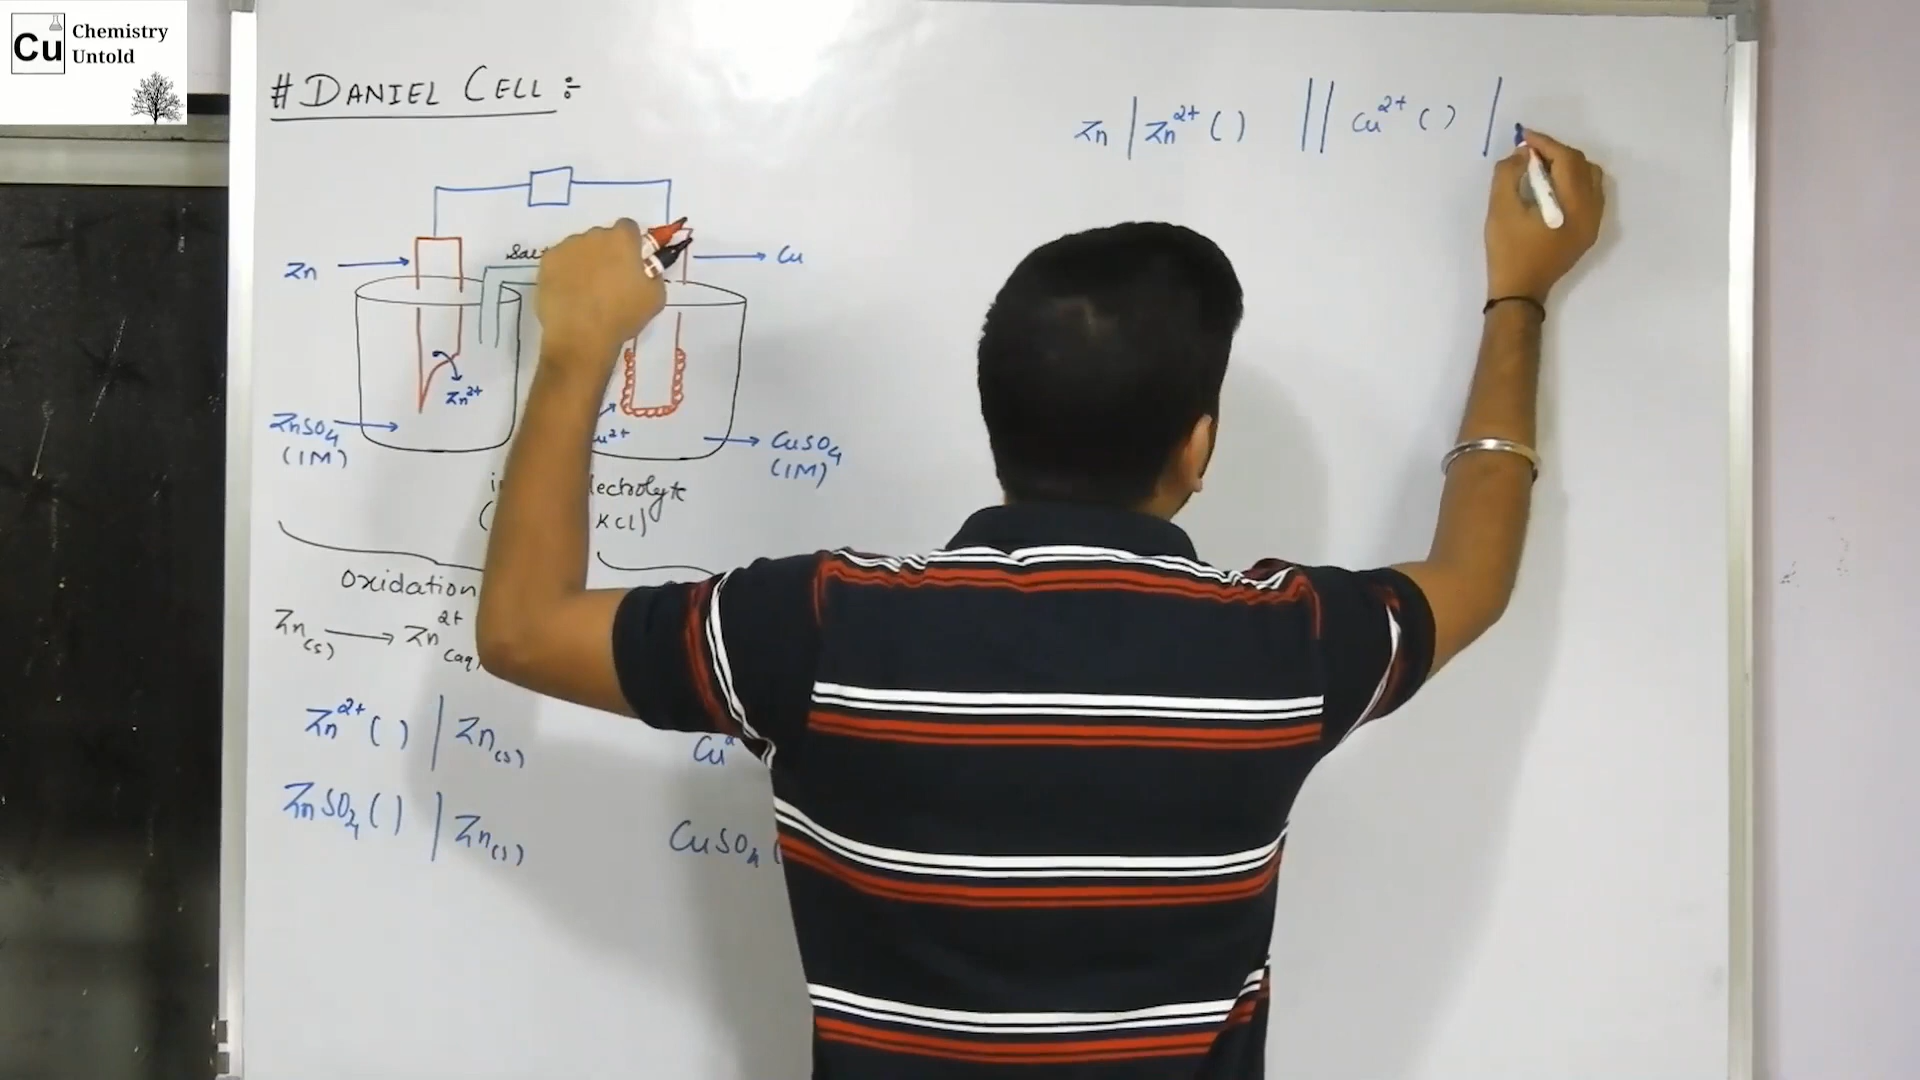 Cu
Chemistry
Untold
# DANIEL CELL :-
Zn | Zn²⁺ ( ) || Cu²⁺ ( ) |
Zn
Cu
Zn²⁺
ZnSO₄
(1M)
CuSO₄
(1M)
KCl)
Oxidation
Zn(s) → Zn²⁺(aq)
Zn²⁺ ( ) | Zn(s)
ZnSO₄ ( ) | Zn(s)
CuSO₄ (